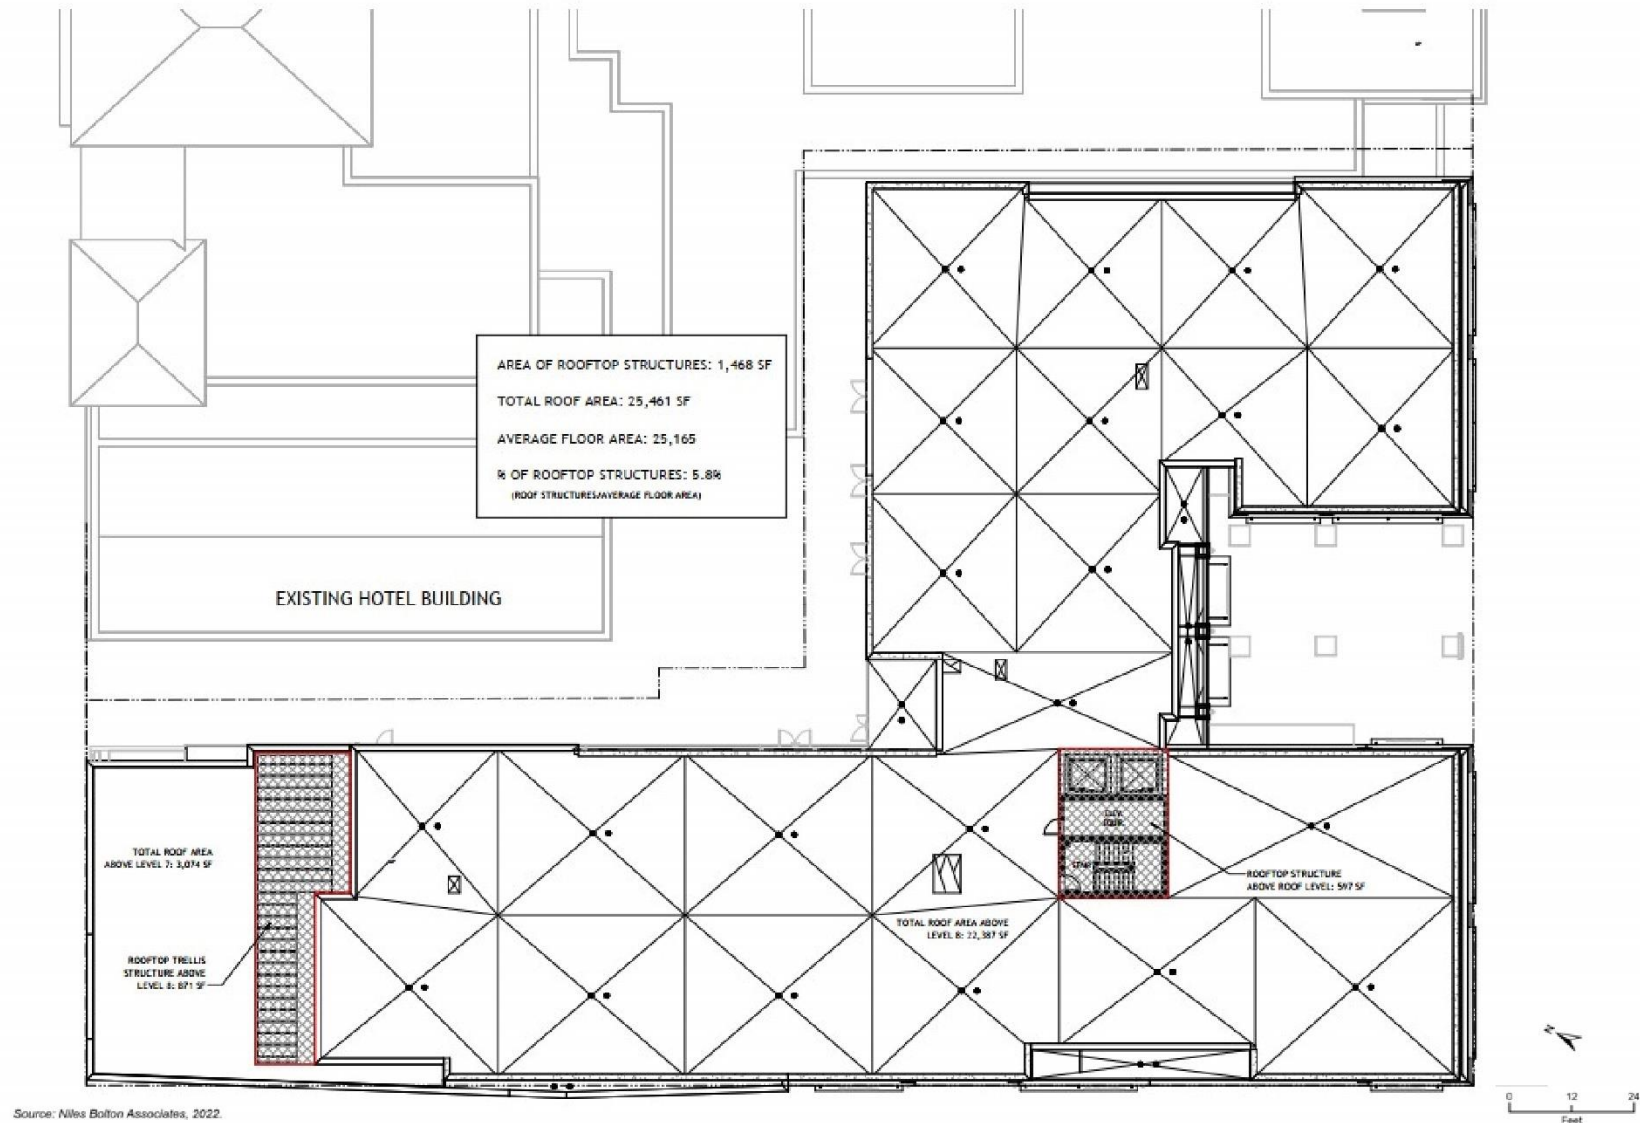 AREA OF ROOFTOP STRUCTURES: 1,468 SF
TOTAL ROOF AREA: 25,461 SF
AVERAGE FLOOR AREA: 25,165
% OF ROOFTOP STRUCTURES: 5.8%
(ROOF STRUCTURES/AVERAGE FLOOR AREA)
EXISTING HOTEL BUILDING
TOTAL ROOF AREA
ABOVE LEVEL 7: 3,074 SF
ROOFTOP TRELLIS
STRUCTURE ABOVE
LEVEL 8: 871 SF
TOTAL ROOF AREA ABOVE
LEVEL 8: 22,387 SF
ROOFTOP STRUCTURE
ABOVE ROOF LEVEL: 597 SF
N
0 12 24
Feet
Source: Niles Bolton Associates, 2022.